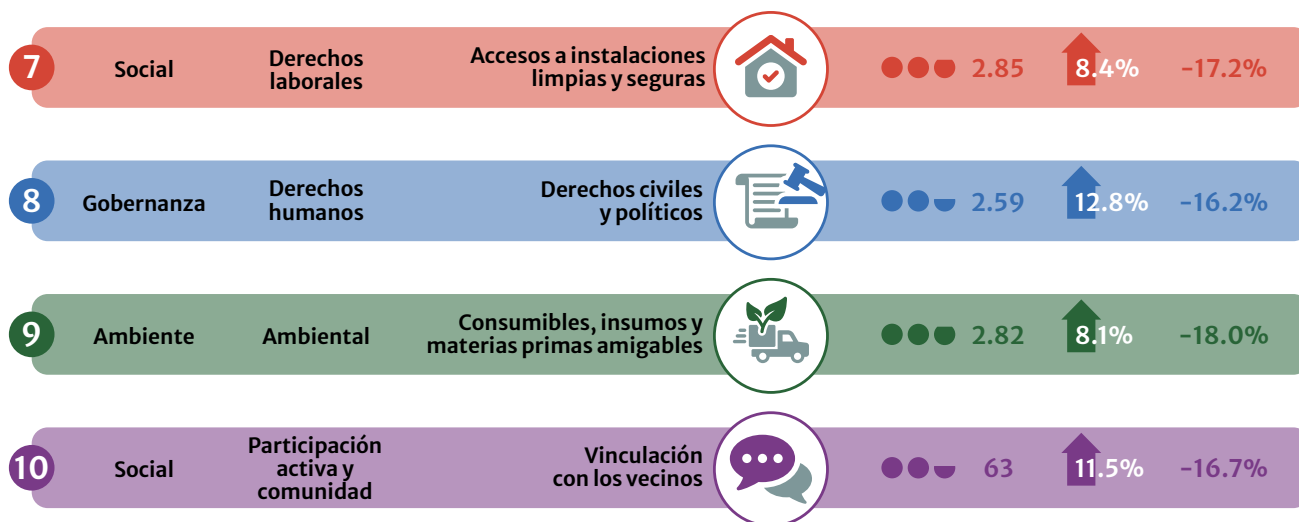 7
Social
Derechos
laborales
Accesos a instalaciones
limpias y seguras
2.85
8.4%
-17.2%
8
Gobernanza
Derechos
humanos
Derechos civiles
y políticos
2.59
12.8%
-16.2%
9
Ambiente
Ambiental
Consumibles, insumos y
materias primas amigables
2.82
8.1%
-18.0%
10
Social
Participación
activa y
comunidad
Vinculación
con los vecinos
63
11.5%
-16.7%